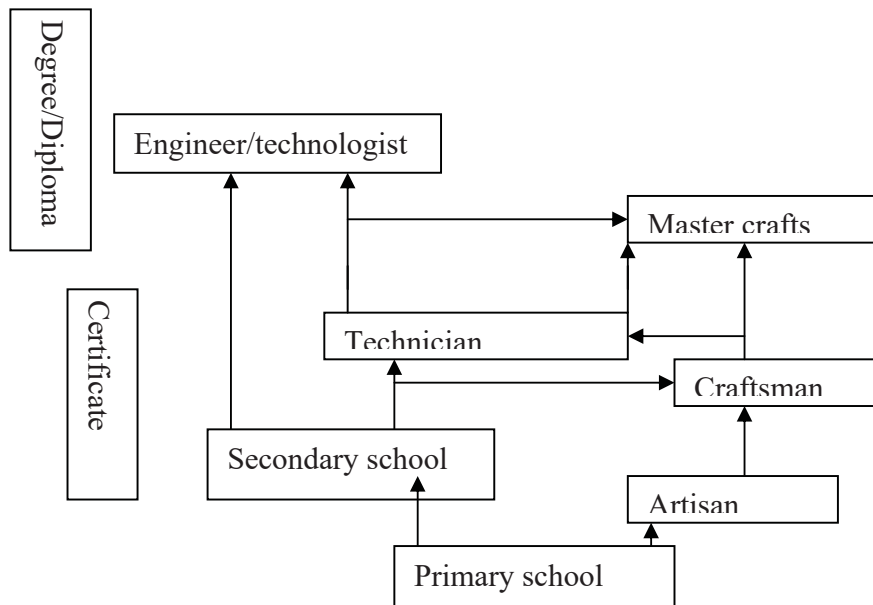 Degree/Diploma
Engineer/technologist
Master crafts
Certificate
Technician
Craftsman
Secondary school
Artisan
Primary school